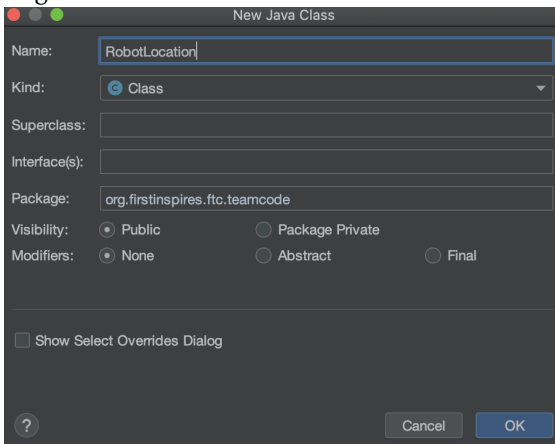 New Java Class
Name: RobotLocation
Kind: C Class
Superclass:
Interface(s):
Package: org.firstinspires.ftc.teamcode
Visibility: Public Package Private
Modifiers: None Abstract Final
Show Select Overrides Dialog
? Cancel OK